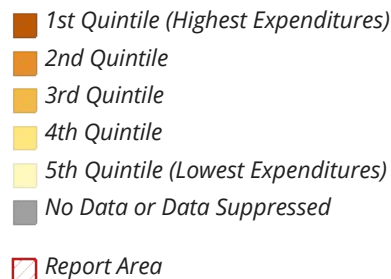 1st Quintile (Highest Expenditures)
2nd Quintile
3rd Quintile
4th Quintile
5th Quintile (Lowest Expenditures)
No Data or Data Suppressed
Report Area